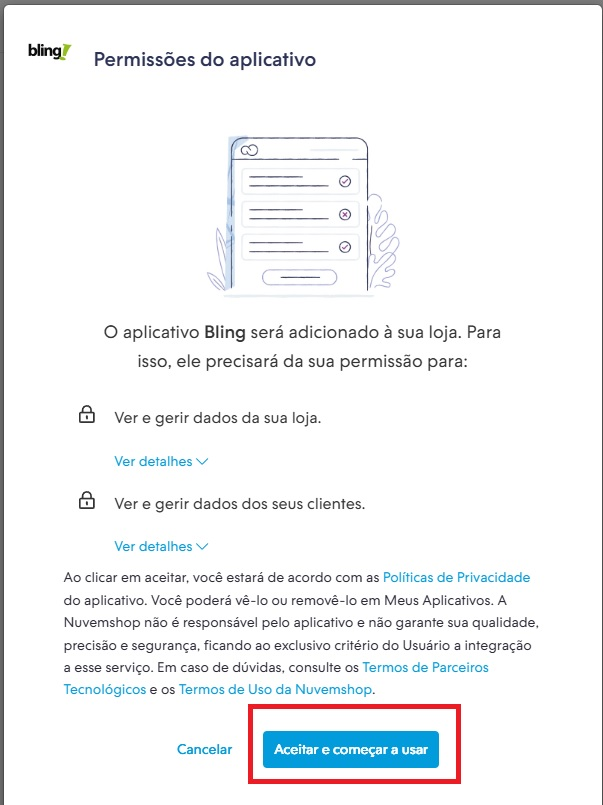 bling!
Permissões do aplicativo
O aplicativo Bling será adicionado à sua loja. Para
isso, ele precisará da sua permissão para:
Ver e gerir dados da sua loja.
Ver detalhes
Ver e gerir dados dos seus clientes.
Ver detalhes
Ao clicar em aceitar, você estará de acordo com as Políticas de Privacidade
do aplicativo. Você poderá vê-lo ou removê-lo em Meus Aplicativos. A
Nuvemshop não é responsável pelo aplicativo e não garante sua qualidade,
precisão e segurança, ficando ao exclusivo critério do Usuário a integração
a esse serviço. Em caso de dúvidas, consulte os Termos de Parceiros
Tecnológicos e os Termos de Uso da Nuvemshop.
Cancelar
Aceitar e começar a usar